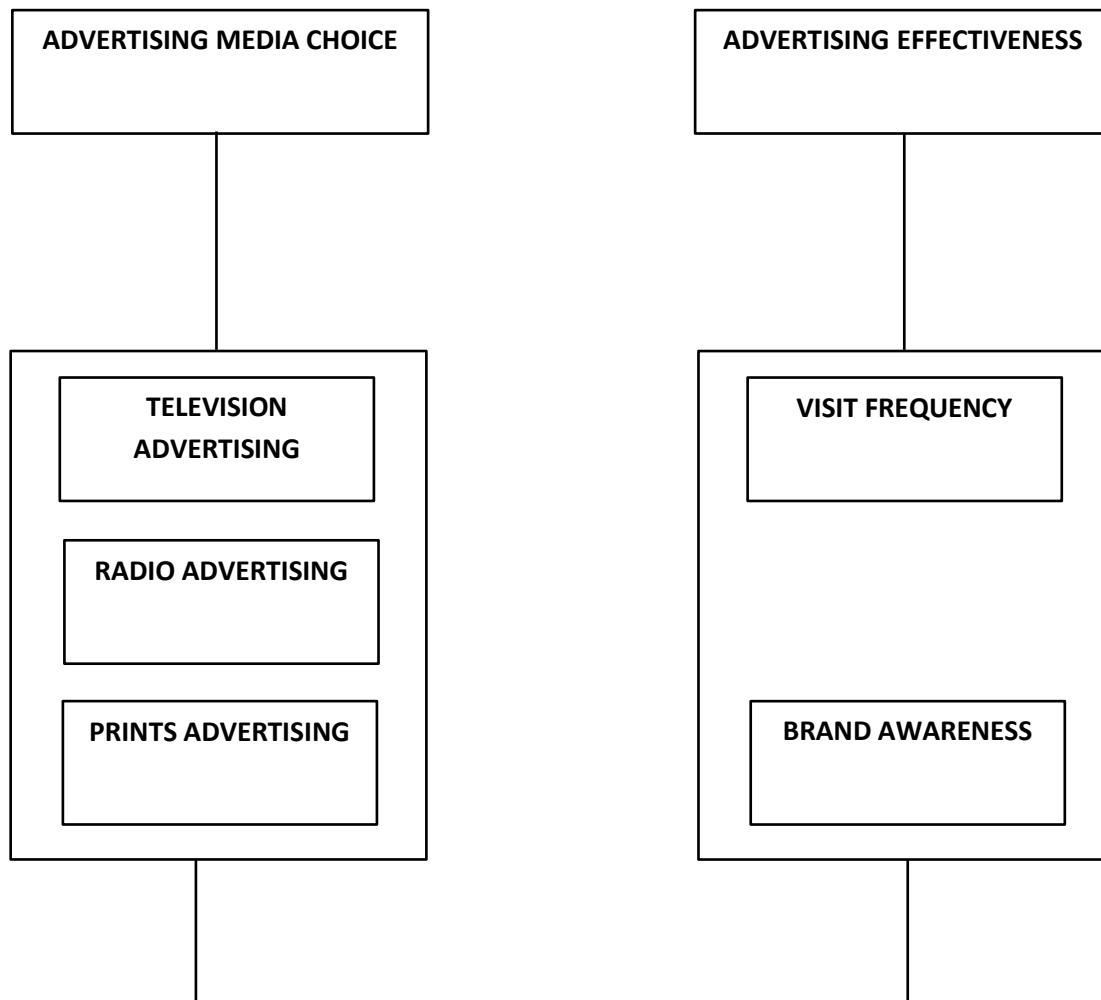 ADVERTISING MEDIA CHOICE
ADVERTISING EFFECTIVENESS
TELEVISION
ADVERTISING
RADIO ADVERTISING
PRINTS ADVERTISING
VISIT FREQUENCY
BRAND AWARENESS